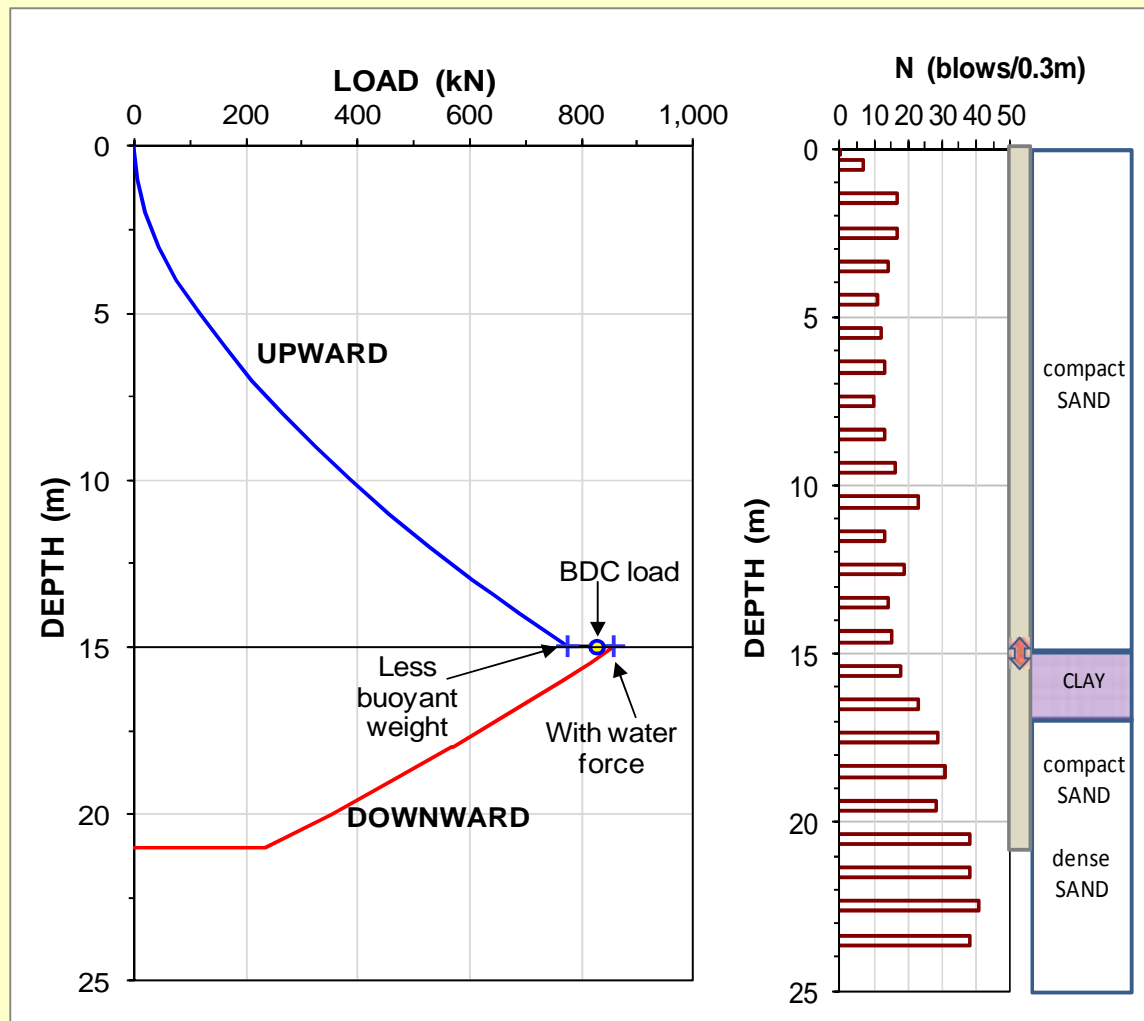 LOAD (kN)
0 200 400 600 800 1,000
DEPTH (m)
0
5
10
15
20
25
UPWARD
BDC load
Less
buoyant
weight
With water
force
DOWNWARD
N (blows/0.3m)
0 10 20 30 40 50
DEPTH (m)
0
5
10
15
20
25
compact
SAND
CLAY
compact
SAND
dense
SAND